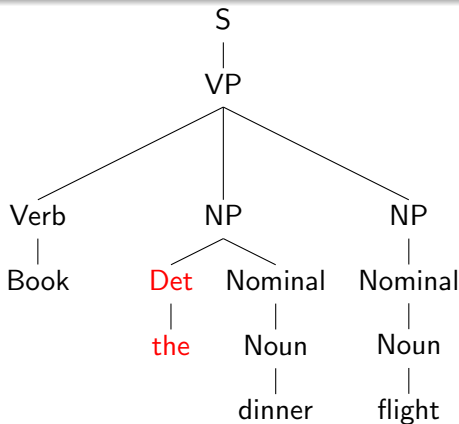 S
VP
Verb NP NP
Book Det Nominal Nominal
the Noun Noun
dinner flight